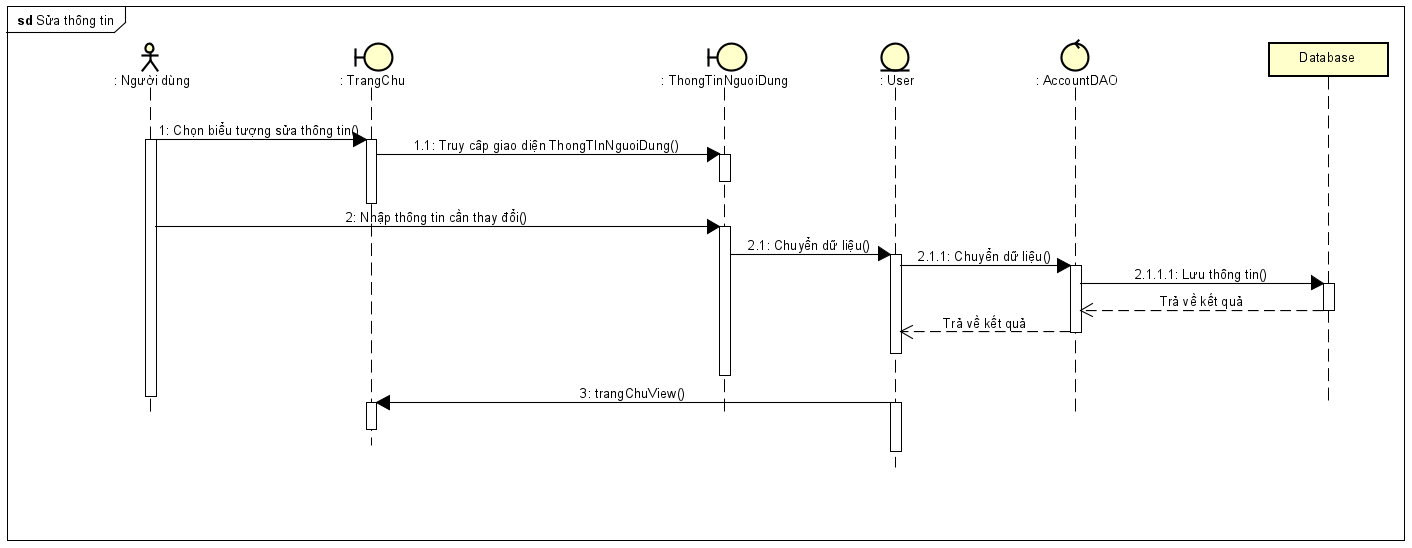 sd Sửa thông tin
: Người dùng
: TrangChu
: ThongTinNguoiDung
: User
: AccountDAO
Database
1: Chọn biểu tượng sửa thông tin()
1.1: Truy cập giao diện ThongTInNguoiDung()
2: Nhập thông tin cần thay đổi()
2.1: Chuyển dữ liệu()
2.1.1: Chuyển dữ liệu()
2.1.1.1: Lưu thông tin()
Trả về kết quả
Trả về kết quả
3: trangChuView()